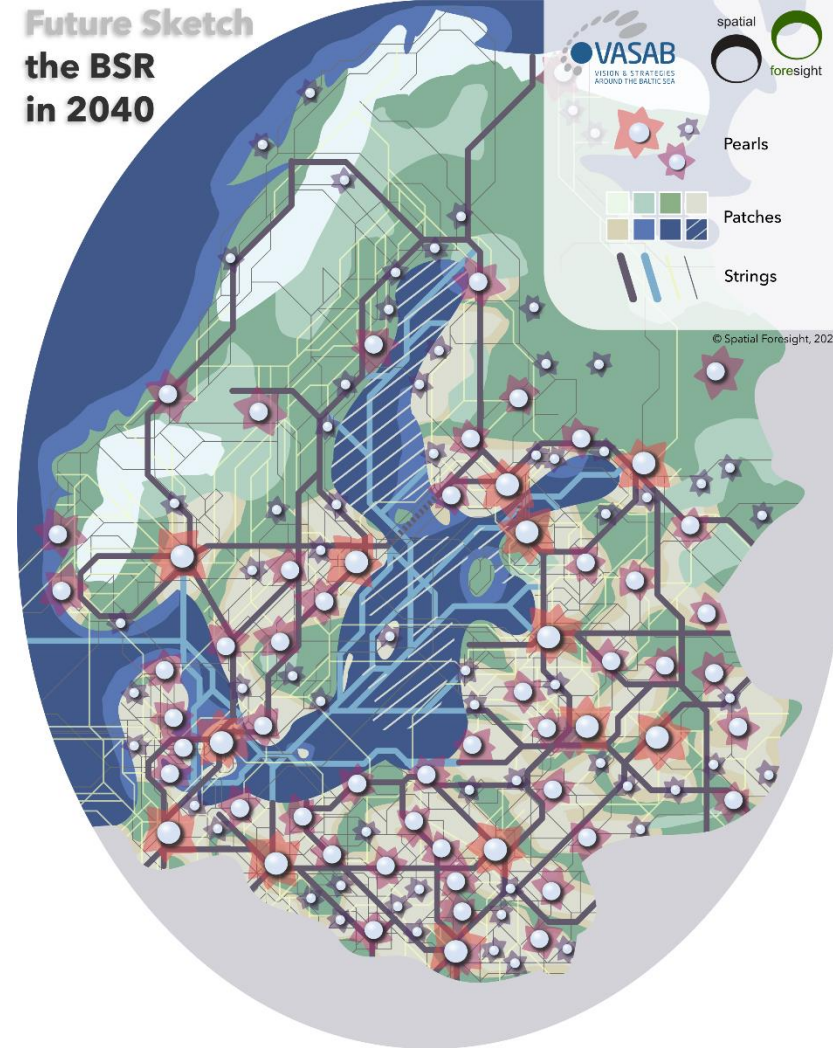 Future Sketch
the BSR
in 2040
VASAB
VISION & STRATEGIES
AROUND THE BALTIC SEA
spatial
foresight
Pearls
Patches
Strings
© Spatial Foresight, 202